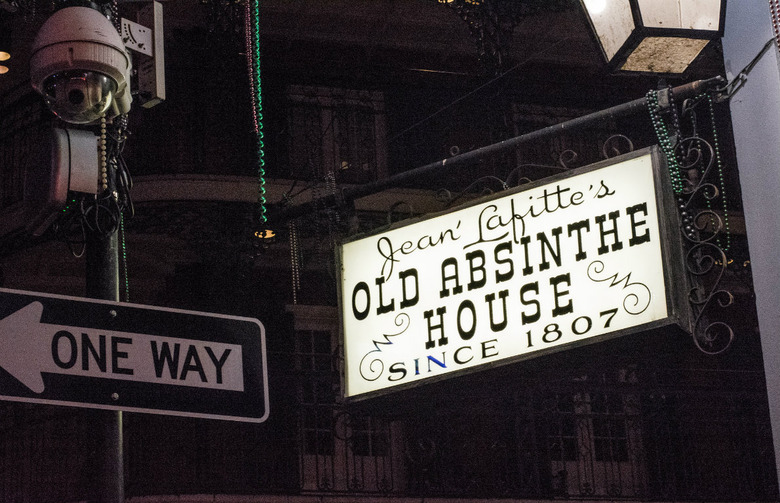 Jean' Lafitte's
OLD ABSINTHE
HOUSE
SINCE 1807
ONE WAY